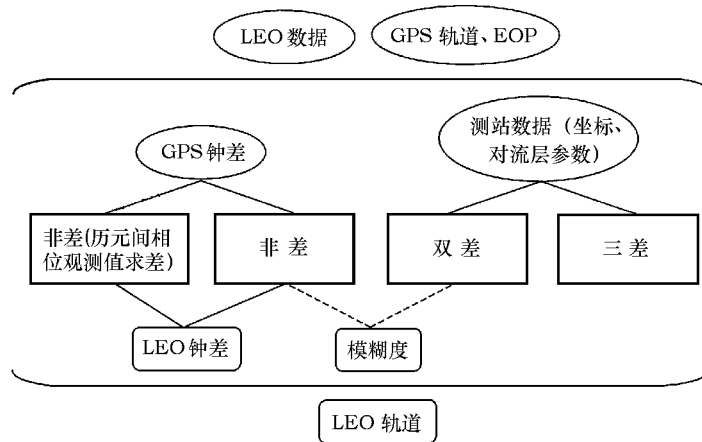 LEO 数据
GPS 轨道、EOP
GPS 钟差
测站数据（坐标、
对流层参数）
非差(历元间相
位观测值求差）
非 差
双 差
三 差
LEO 钟差
模糊度
LEO 轨道